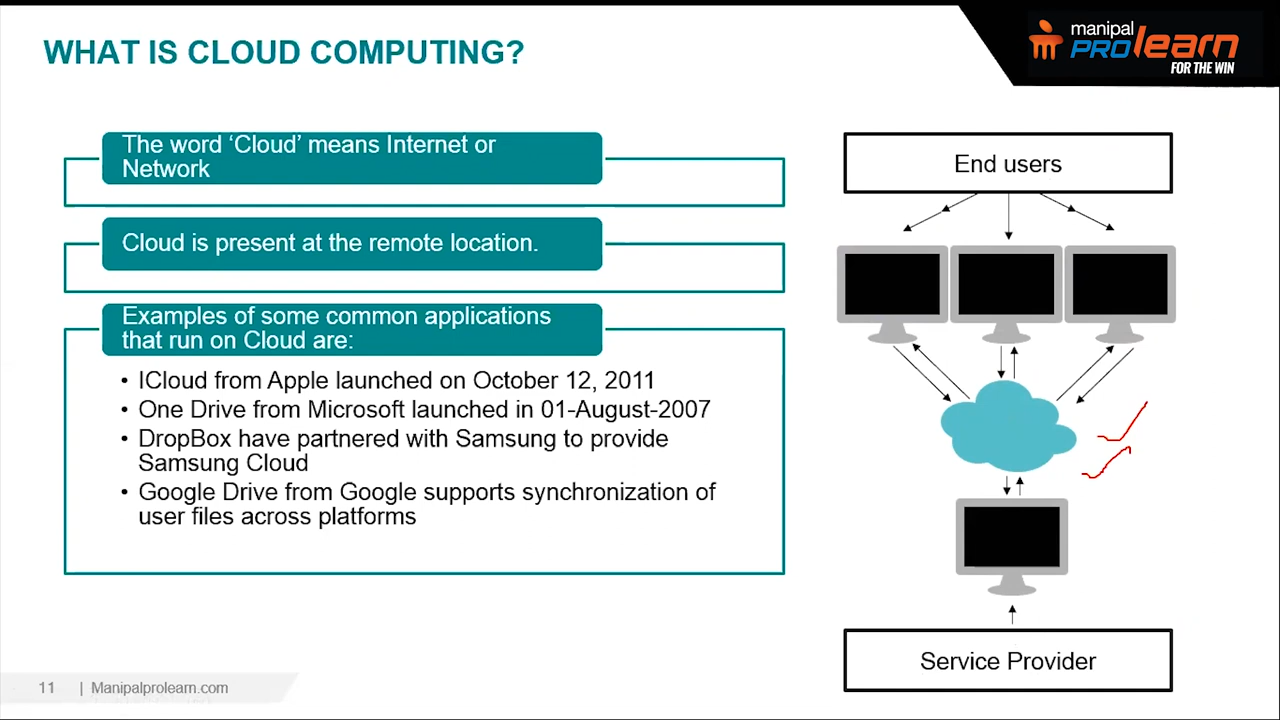 WHAT IS CLOUD COMPUTING?
manipal
PRO learn
FOR THE WIN
The word ‘Cloud’ means Internet or
Network
Cloud is present at the remote location.
Examples of some common applications
that run on Cloud are:
• ICloud from Apple launched on October 12, 2011
• One Drive from Microsoft launched in 01-August-2007
• DropBox have partnered with Samsung to provide
Samsung Cloud
• Google Drive from Google supports synchronization of
user files across platforms
End users
Service Provider
11 | Manipalprolearn.com